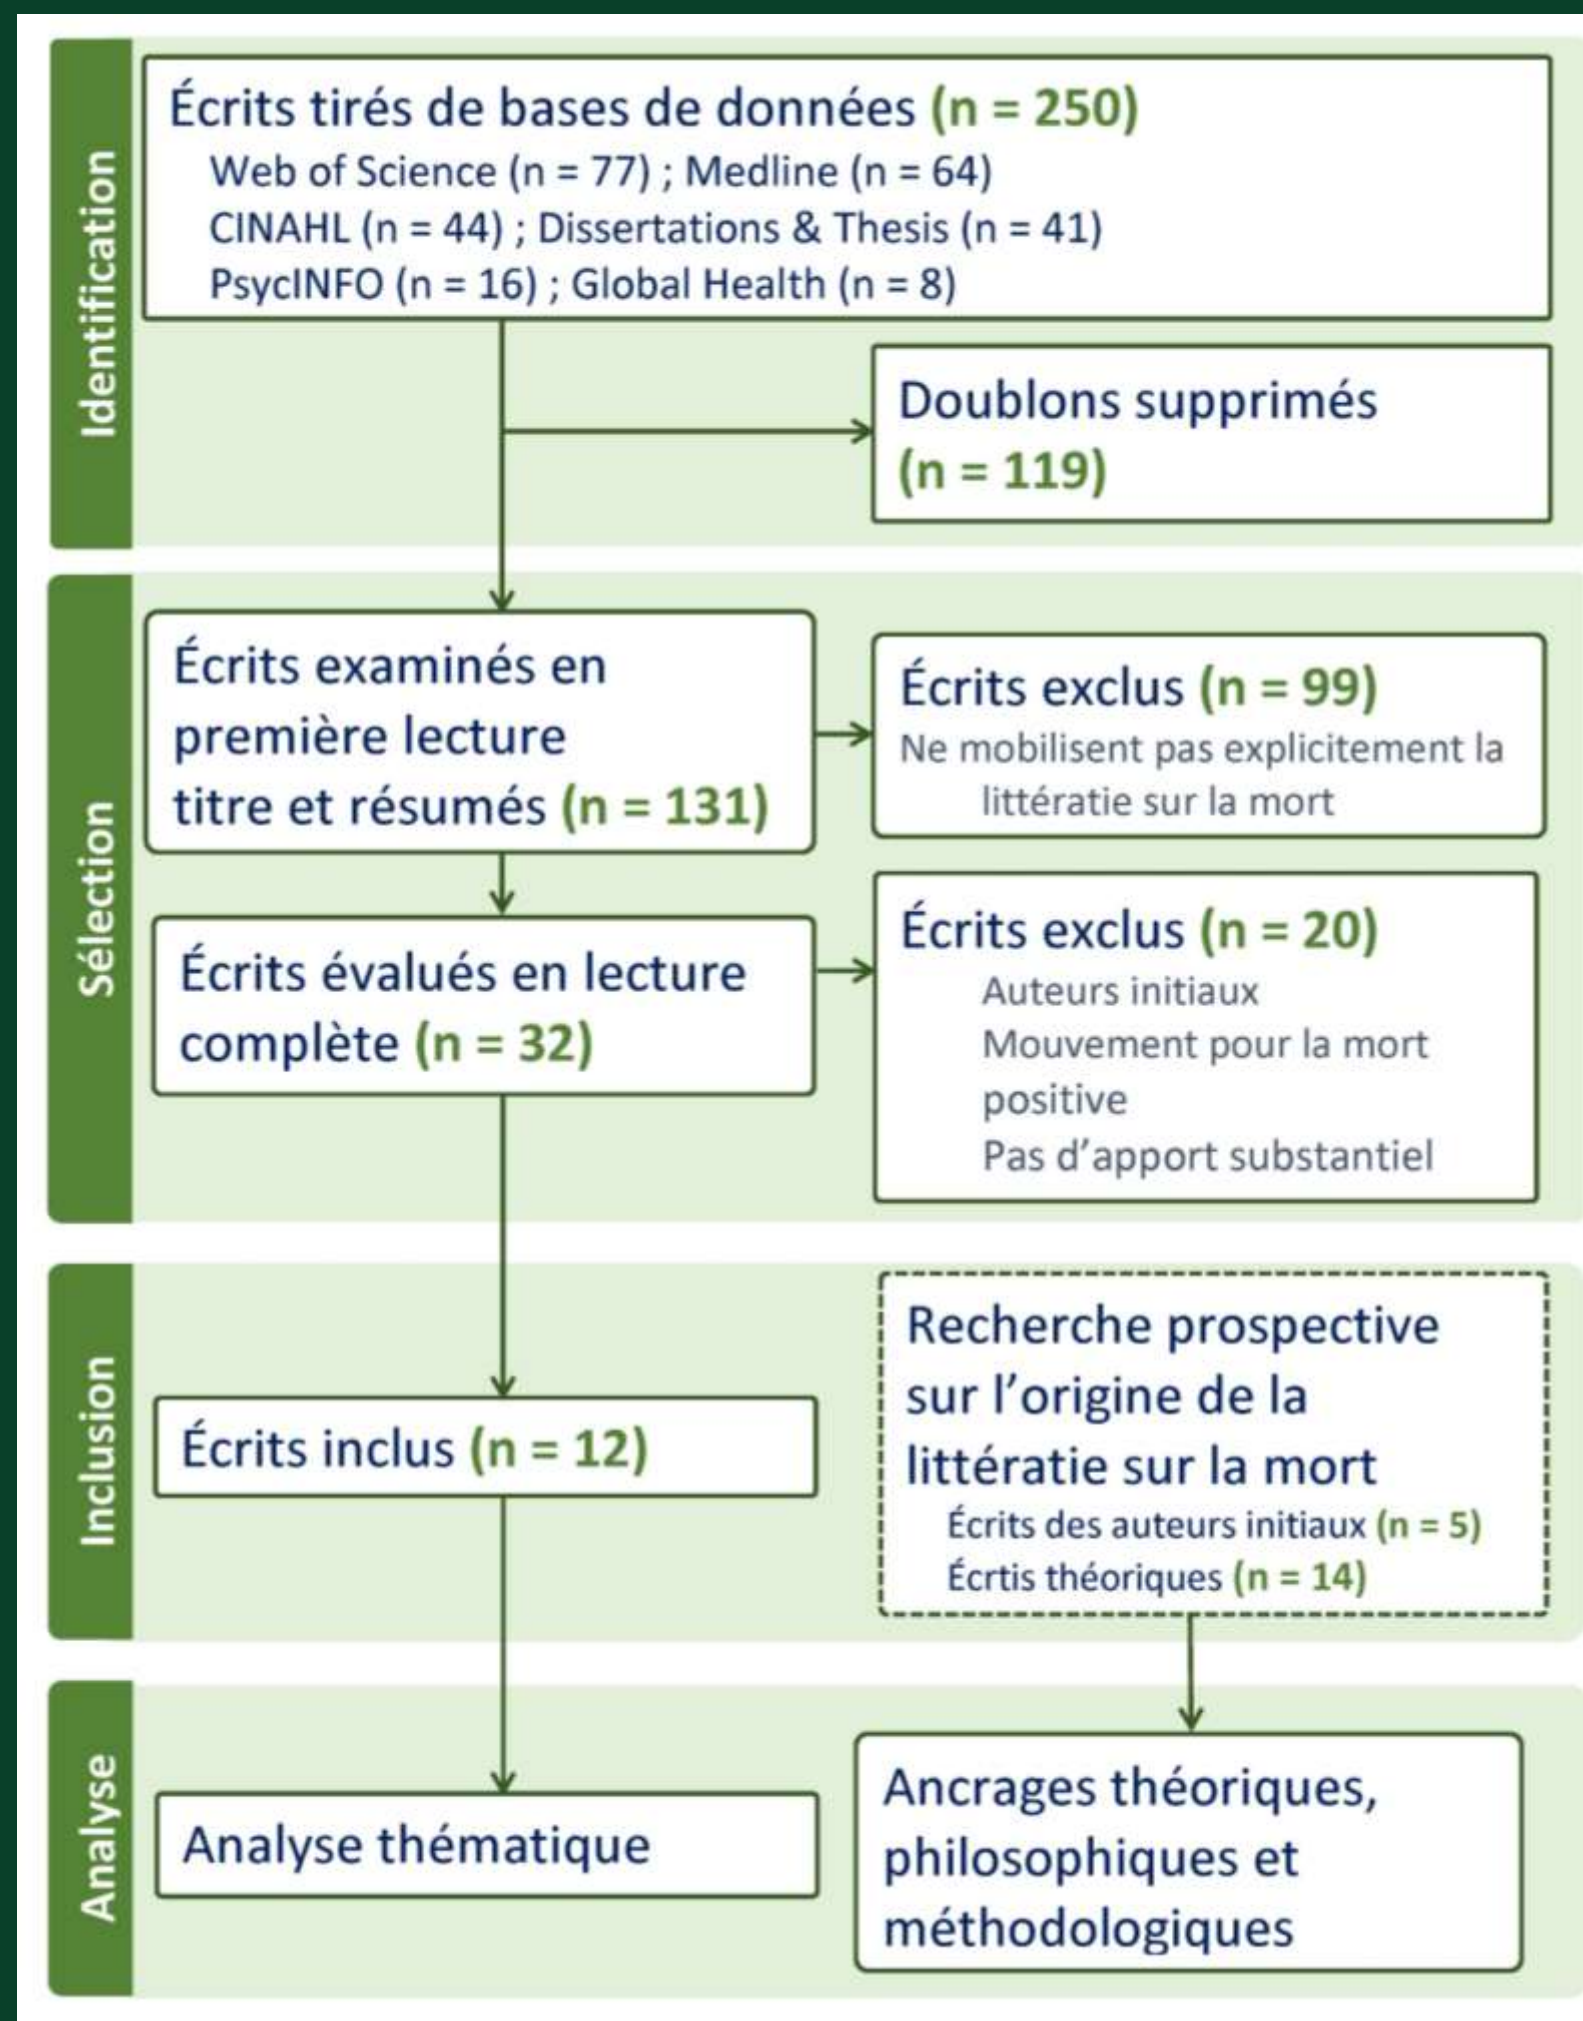 Identification
Écrits tirés de bases de données (n = 250)
Web of Science (n = 77) ; Medline (n = 64)
CINAHL (n = 44) ; Dissertations & Thesis (n = 41)
PsycINFO (n = 16) ; Global Health (n = 8)
Doublons supprimés
(n = 119)
Sélection
Écrits examinés en
première lecture
titre et résumés (n = 131)
Écrits exclus (n = 99)
Ne mobilisent pas explicitement la
littératie sur la mort
Écrits évalués en lecture
complète (n = 32)
Écrits exclus (n = 20)
Auteurs initiaux
Mouvement pour la mort
positive
Pas d'apport substantiel
Inclusion
Écrits inclus (n = 12)
Recherche prospective
sur l'origine de la
littératie sur la mort
Écrits des auteurs initiaux (n = 5)
Écrtis théoriques (n = 14)
Analyse
Analyse thématique
Ancrages théoriques,
philosophiques et
méthodologiques